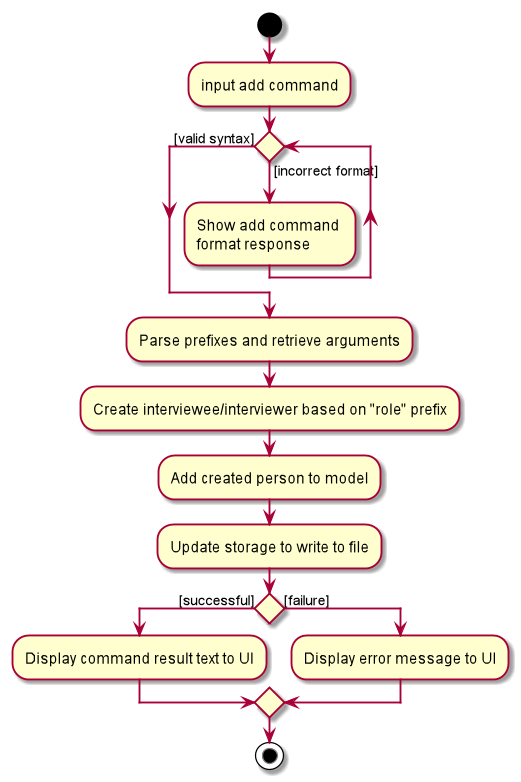 input add command
[valid syntax]
[incorrect format]
Show add command
format response
Parse prefixes and retrieve arguments
Create interviewee/interviewer based on "role" prefix
Add created person to model
Update storage to write to file
[successful]
[failure]
Display command result text to UI
Display error message to UI